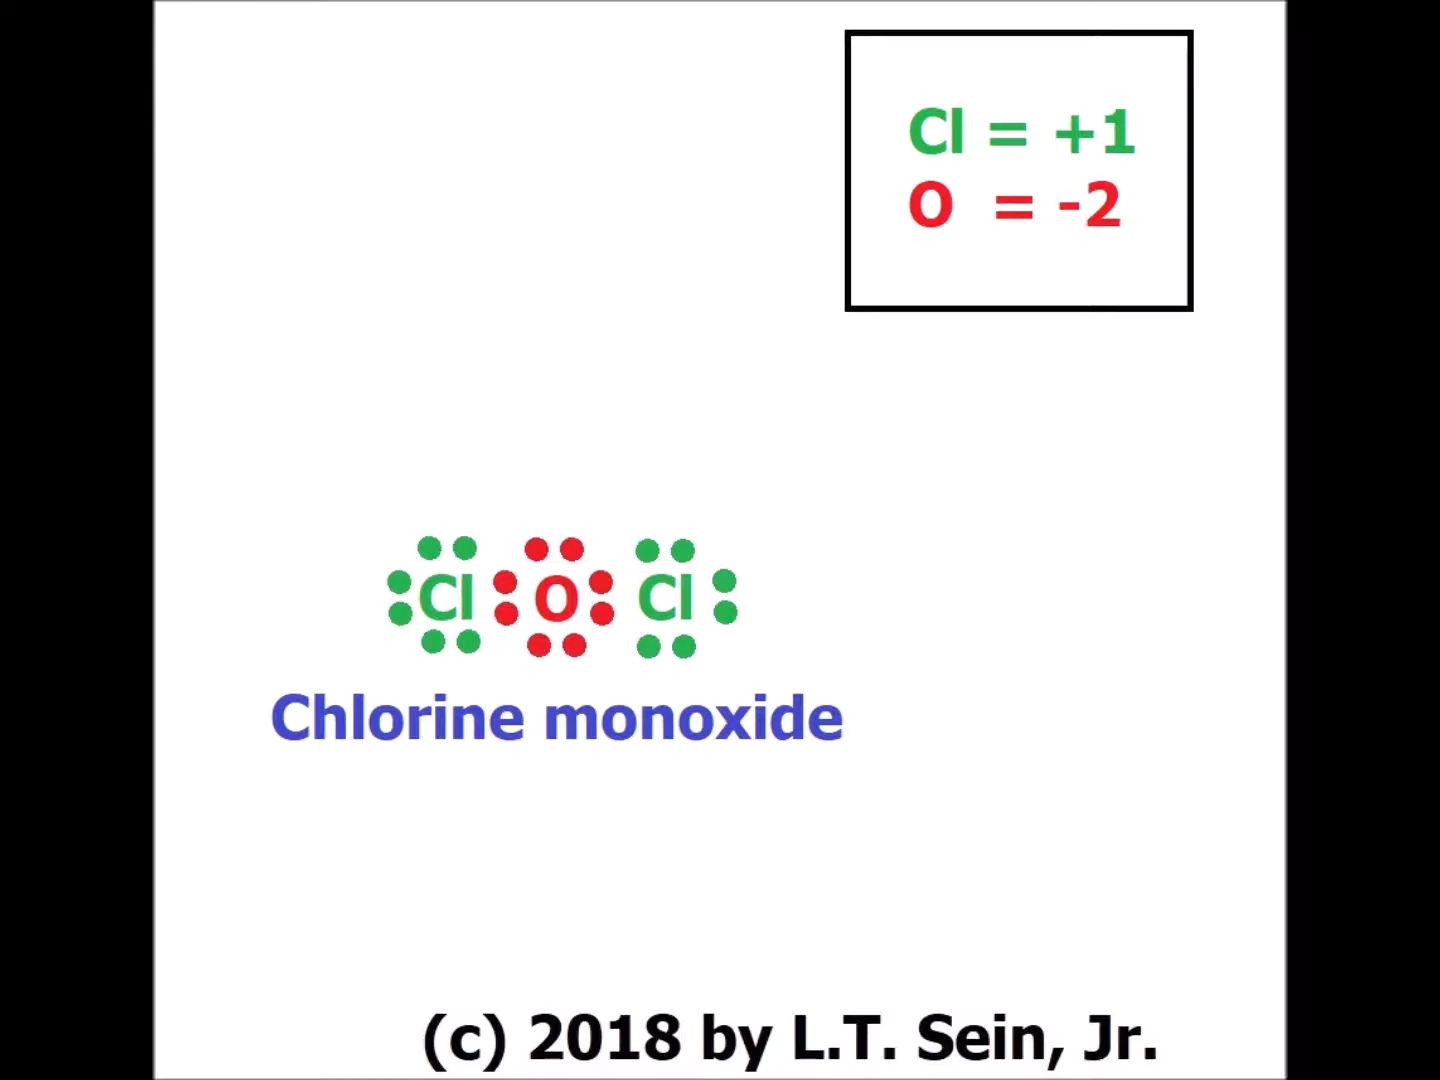 Cl = +1
O = -2
Cl O Cl
Chlorine monoxide
(c) 2018 by L.T. Sein, Jr.